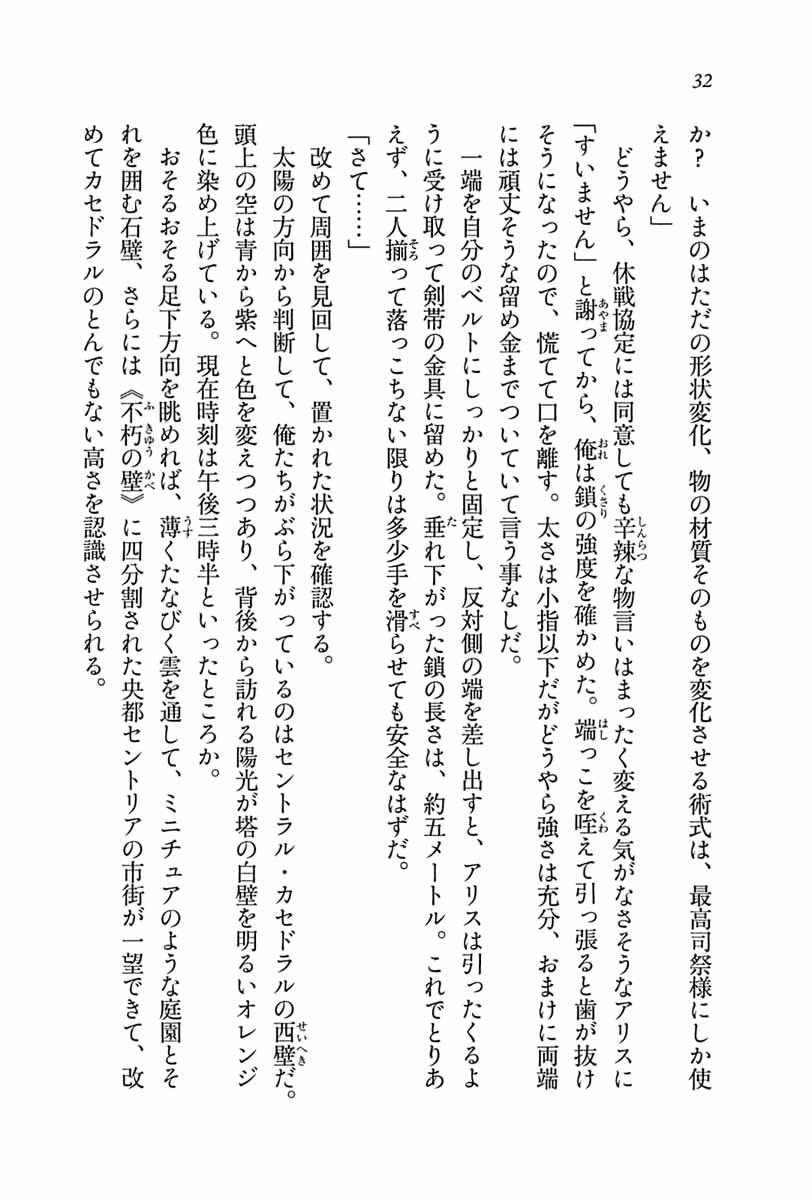 32
か？　いまのはただの形状変化、物の材質そのものを変化させる術式は、最高司祭様にしか使
えません」
　どうやら、休戦協定には同意しても辛辣な物言いはまったく変える気がなさそうなアリスに
「すいません」と謝ってから、俺は鎖の強度を確かめた。端っこを咥えて引っ張ると歯が抜け
そうになったので、慌てて口を離す。太さは小指以下だがどうやら強さは充分、おまけに両端
には頑丈そうな留め金までついていて言う事なしだ。
　一端を自分のベルトにしっかりと固定し、反対側の端を差し出すと、アリスは引ったくるよ
うに受け取って剣帯の金具に留めた。垂れ下がった鎖の長さは、約五メートル。これでとりあ
えず、二人揃って落っこちない限りは多少手を滑らせても安全なはずだ。
「さて……」
　改めて周囲を見回して、置かれた状況を確認する。
　太陽の方向から判断して、俺たちがぶら下がっているのはセントラル・カセドラルの西壁だ。
頭上の空は青から紫へと色を変えつつあり、背後から訪れる陽光が塔の白壁を明るいオレンジ
色に染め上げている。現在時刻は午後三時半といったところか。
　おそるおそる足下方向を眺めれば、薄くたなびく雲を通して、ミニチュアのような庭園とそ
れを囲む石壁、さらには《不朽の壁》に四分割された央都セントリアの市街が一望できて、改
めてカセドラルのとんでもない高さを認識させられる。